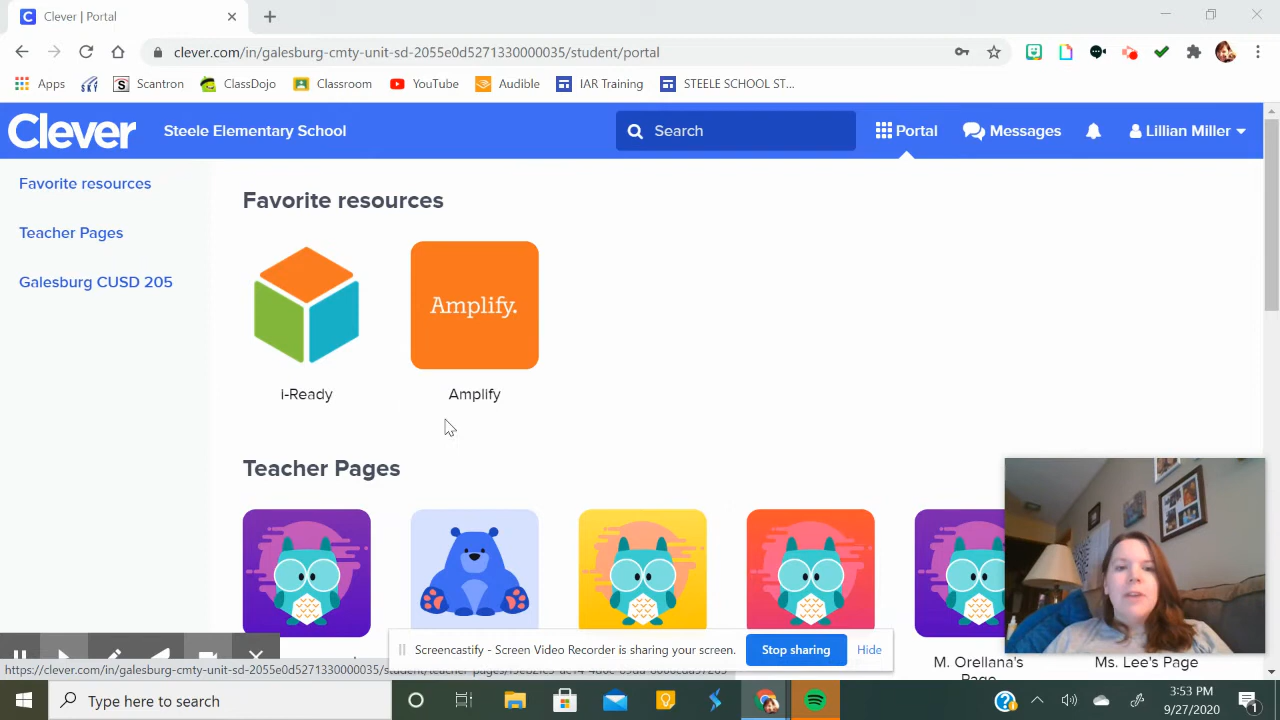 Clever | Portal
clever.com/in/galesburg-cmty-unit-sd-2055e0d5271330000035/student/portal
Apps
Scantron
ClassDojo
Classroom
YouTube
Audible
IAR Training
STEELE SCHOOL ST...
Clever
Steele Elementary School
Search
Portal
Messages
Lillian Miller
Favorite resources
Teacher Pages
Galesburg CUSD 205
Favorite resources
Amplify.
i-Ready
Amplify
Teacher Pages
Screencastify - Screen Video Recorder is sharing your screen.
Stop sharing
Hide
M. Orellana's
Page
Ms. Lee's Page
Type here to search
3:53 PM
9/27/2020